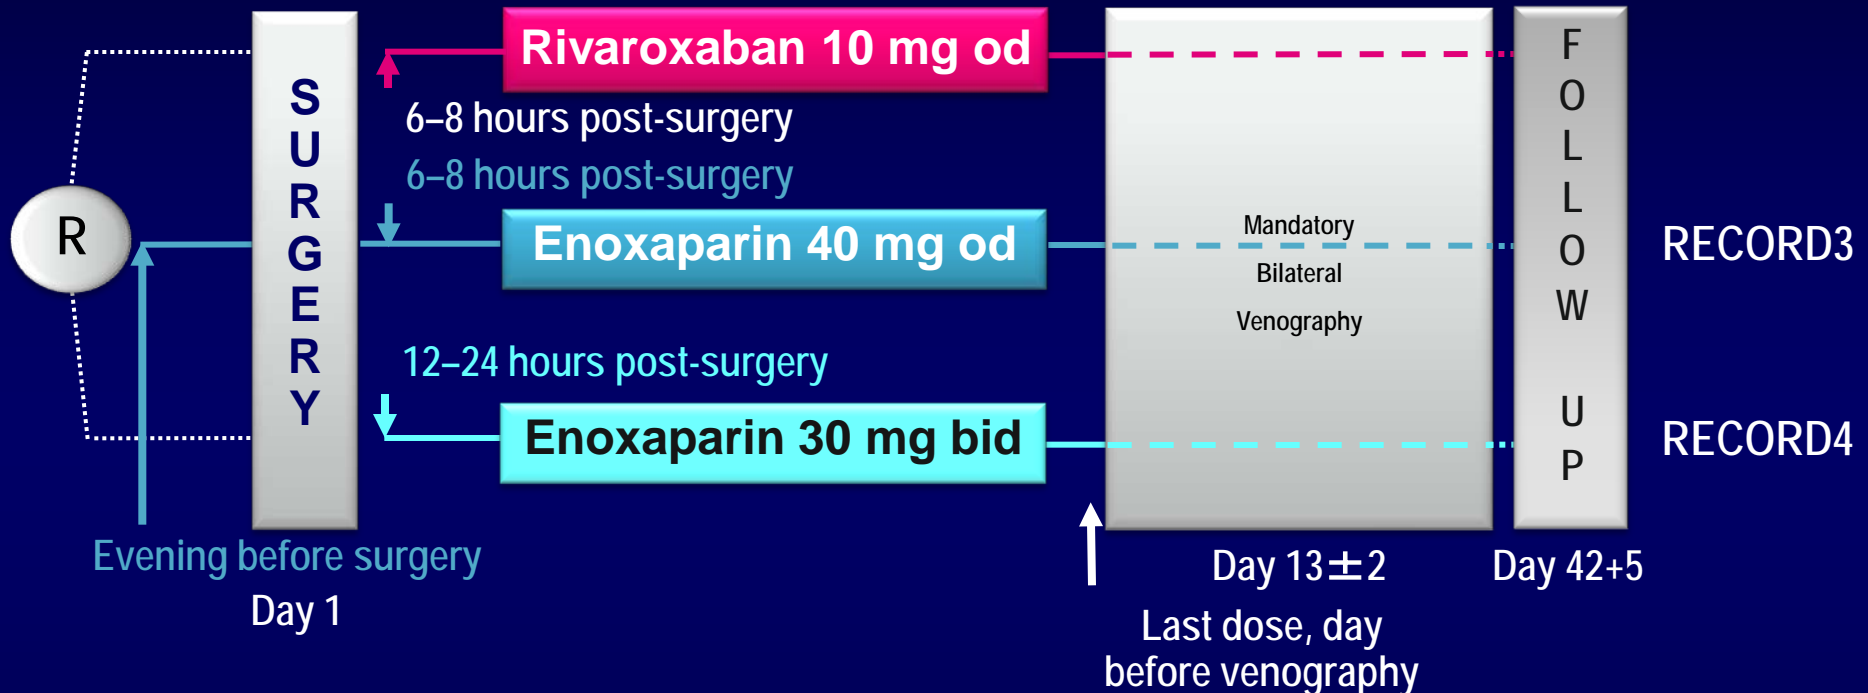 R
SURGERY
Rivaroxaban 10 mg od
6–8 hours post-surgery
6–8 hours post-surgery
Enoxaparin 40 mg od
12–24 hours post-surgery
Enoxaparin 30 mg bid
Evening before surgery
Day 1
Mandatory
Bilateral
Venography
Day 13±2
Last dose, day
before venography
FOLLOW UP
Day 42+5
RECORD3
RECORD4